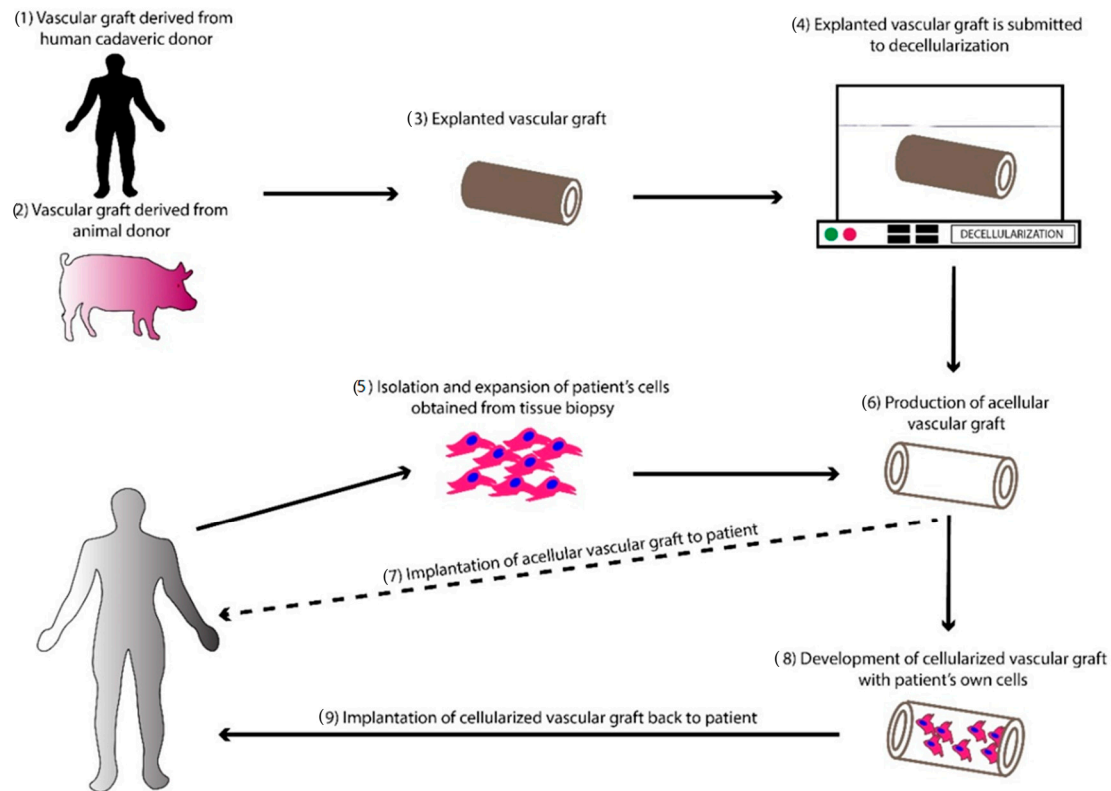 (1) Vascular graft derived from
human cadaveric donor
(2) Vascular graft derived from
animal donor
(3) Explanted vascular graft
(4) Explanted vascular graft is submitted
to decellularization
DECELLULARIZATION
(5) Isolation and expansion of patient's cells
obtained from tissue biopsy
(6) Production of acellular
vascular graft
(7) Implantation of acellular vascular graft to patient
(8) Development of cellularized vascular graft
with patient's own cells
(9) Implantation of cellularized vascular graft back to patient